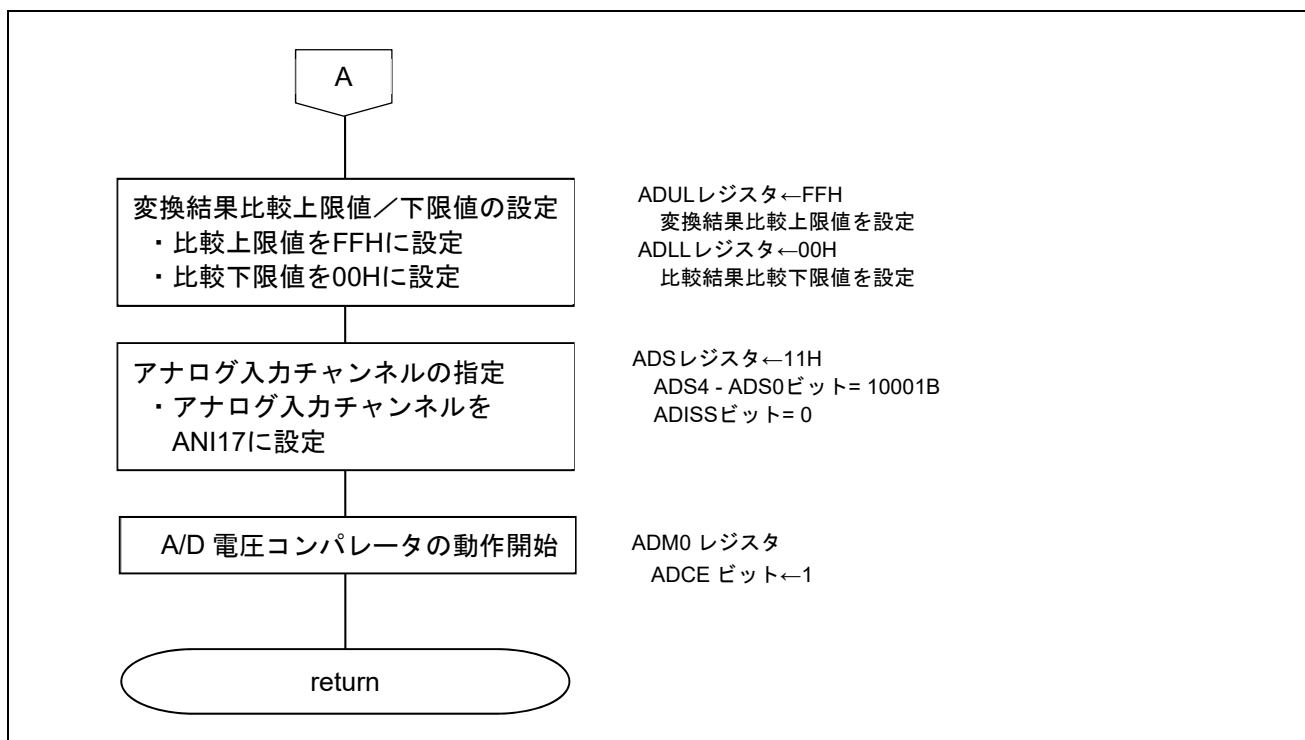 A
変換結果比較上限値／下限値の設定
・比較上限値をFFHに設定
・比較下限値を00Hに設定
ADULレジスタ←FFH
変換結果比較上限値を設定
ADLLレジスタ←00H
比較結果比較下限値を設定
アナログ入力チャンネルの指定
・アナログ入力チャンネルを
ANI17に設定
ADSレジスタ←11H
ADS4 - ADS0ビット= 10001B
ADISSビット= 0
A/D 電圧コンパレータの動作開始
ADM0 レジスタ
ADCE ビット←1
return